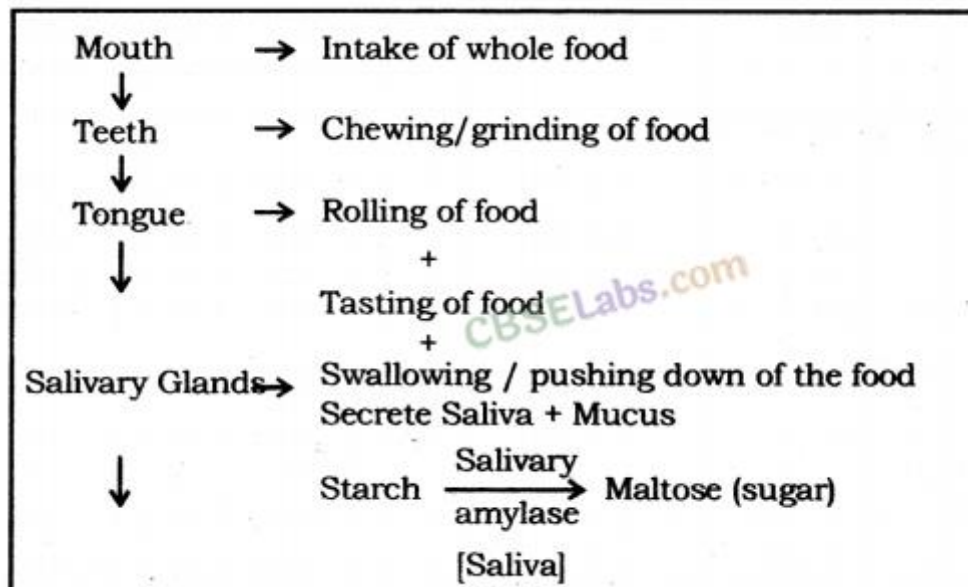 Mouth → Intake of whole food
↓
Teeth → Chewing/grinding of food
↓
Tongue → Rolling of food
↓ +
Tasting of food
CBSELabs.com
+
Salivary Glands → Swallowing / pushing down of the food
Secrete Saliva + Mucus
Salivary
↓ Starch → Maltose (sugar)
amylase
[Saliva]